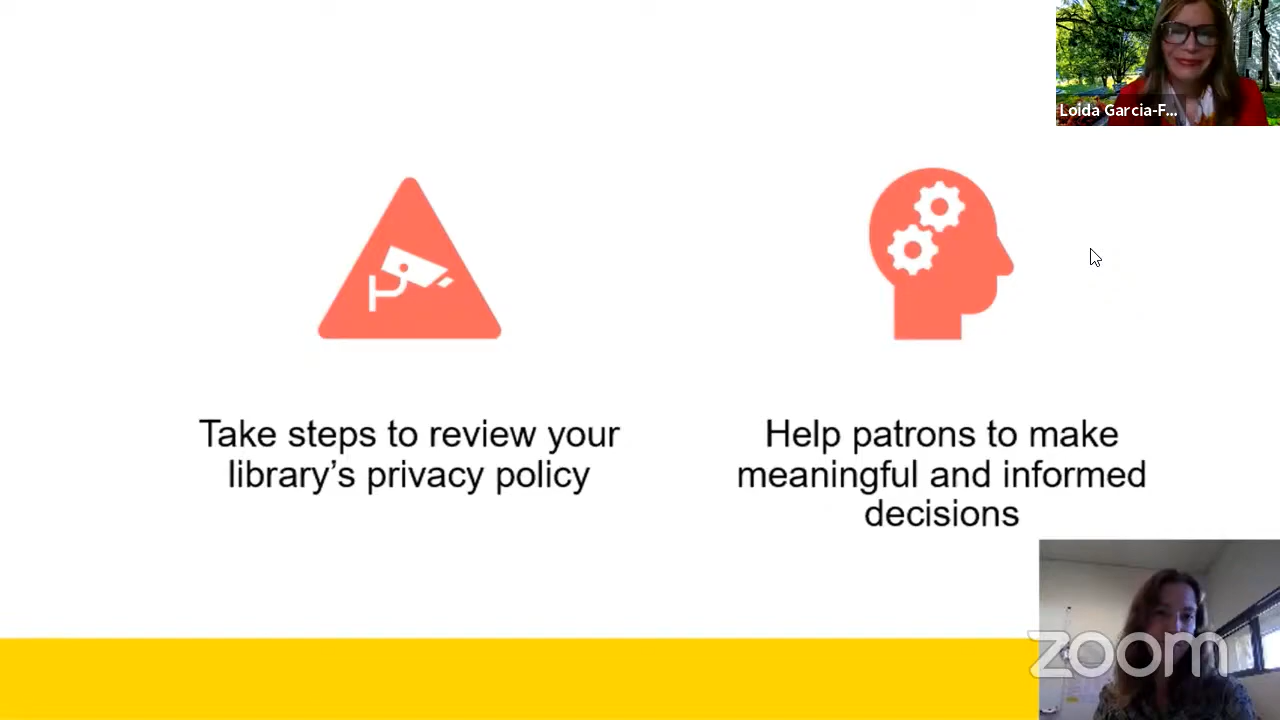 Loida Garcia-F...
Take steps to review your
library’s privacy policy
Help patrons to make
meaningful and informed
decisions
zoom